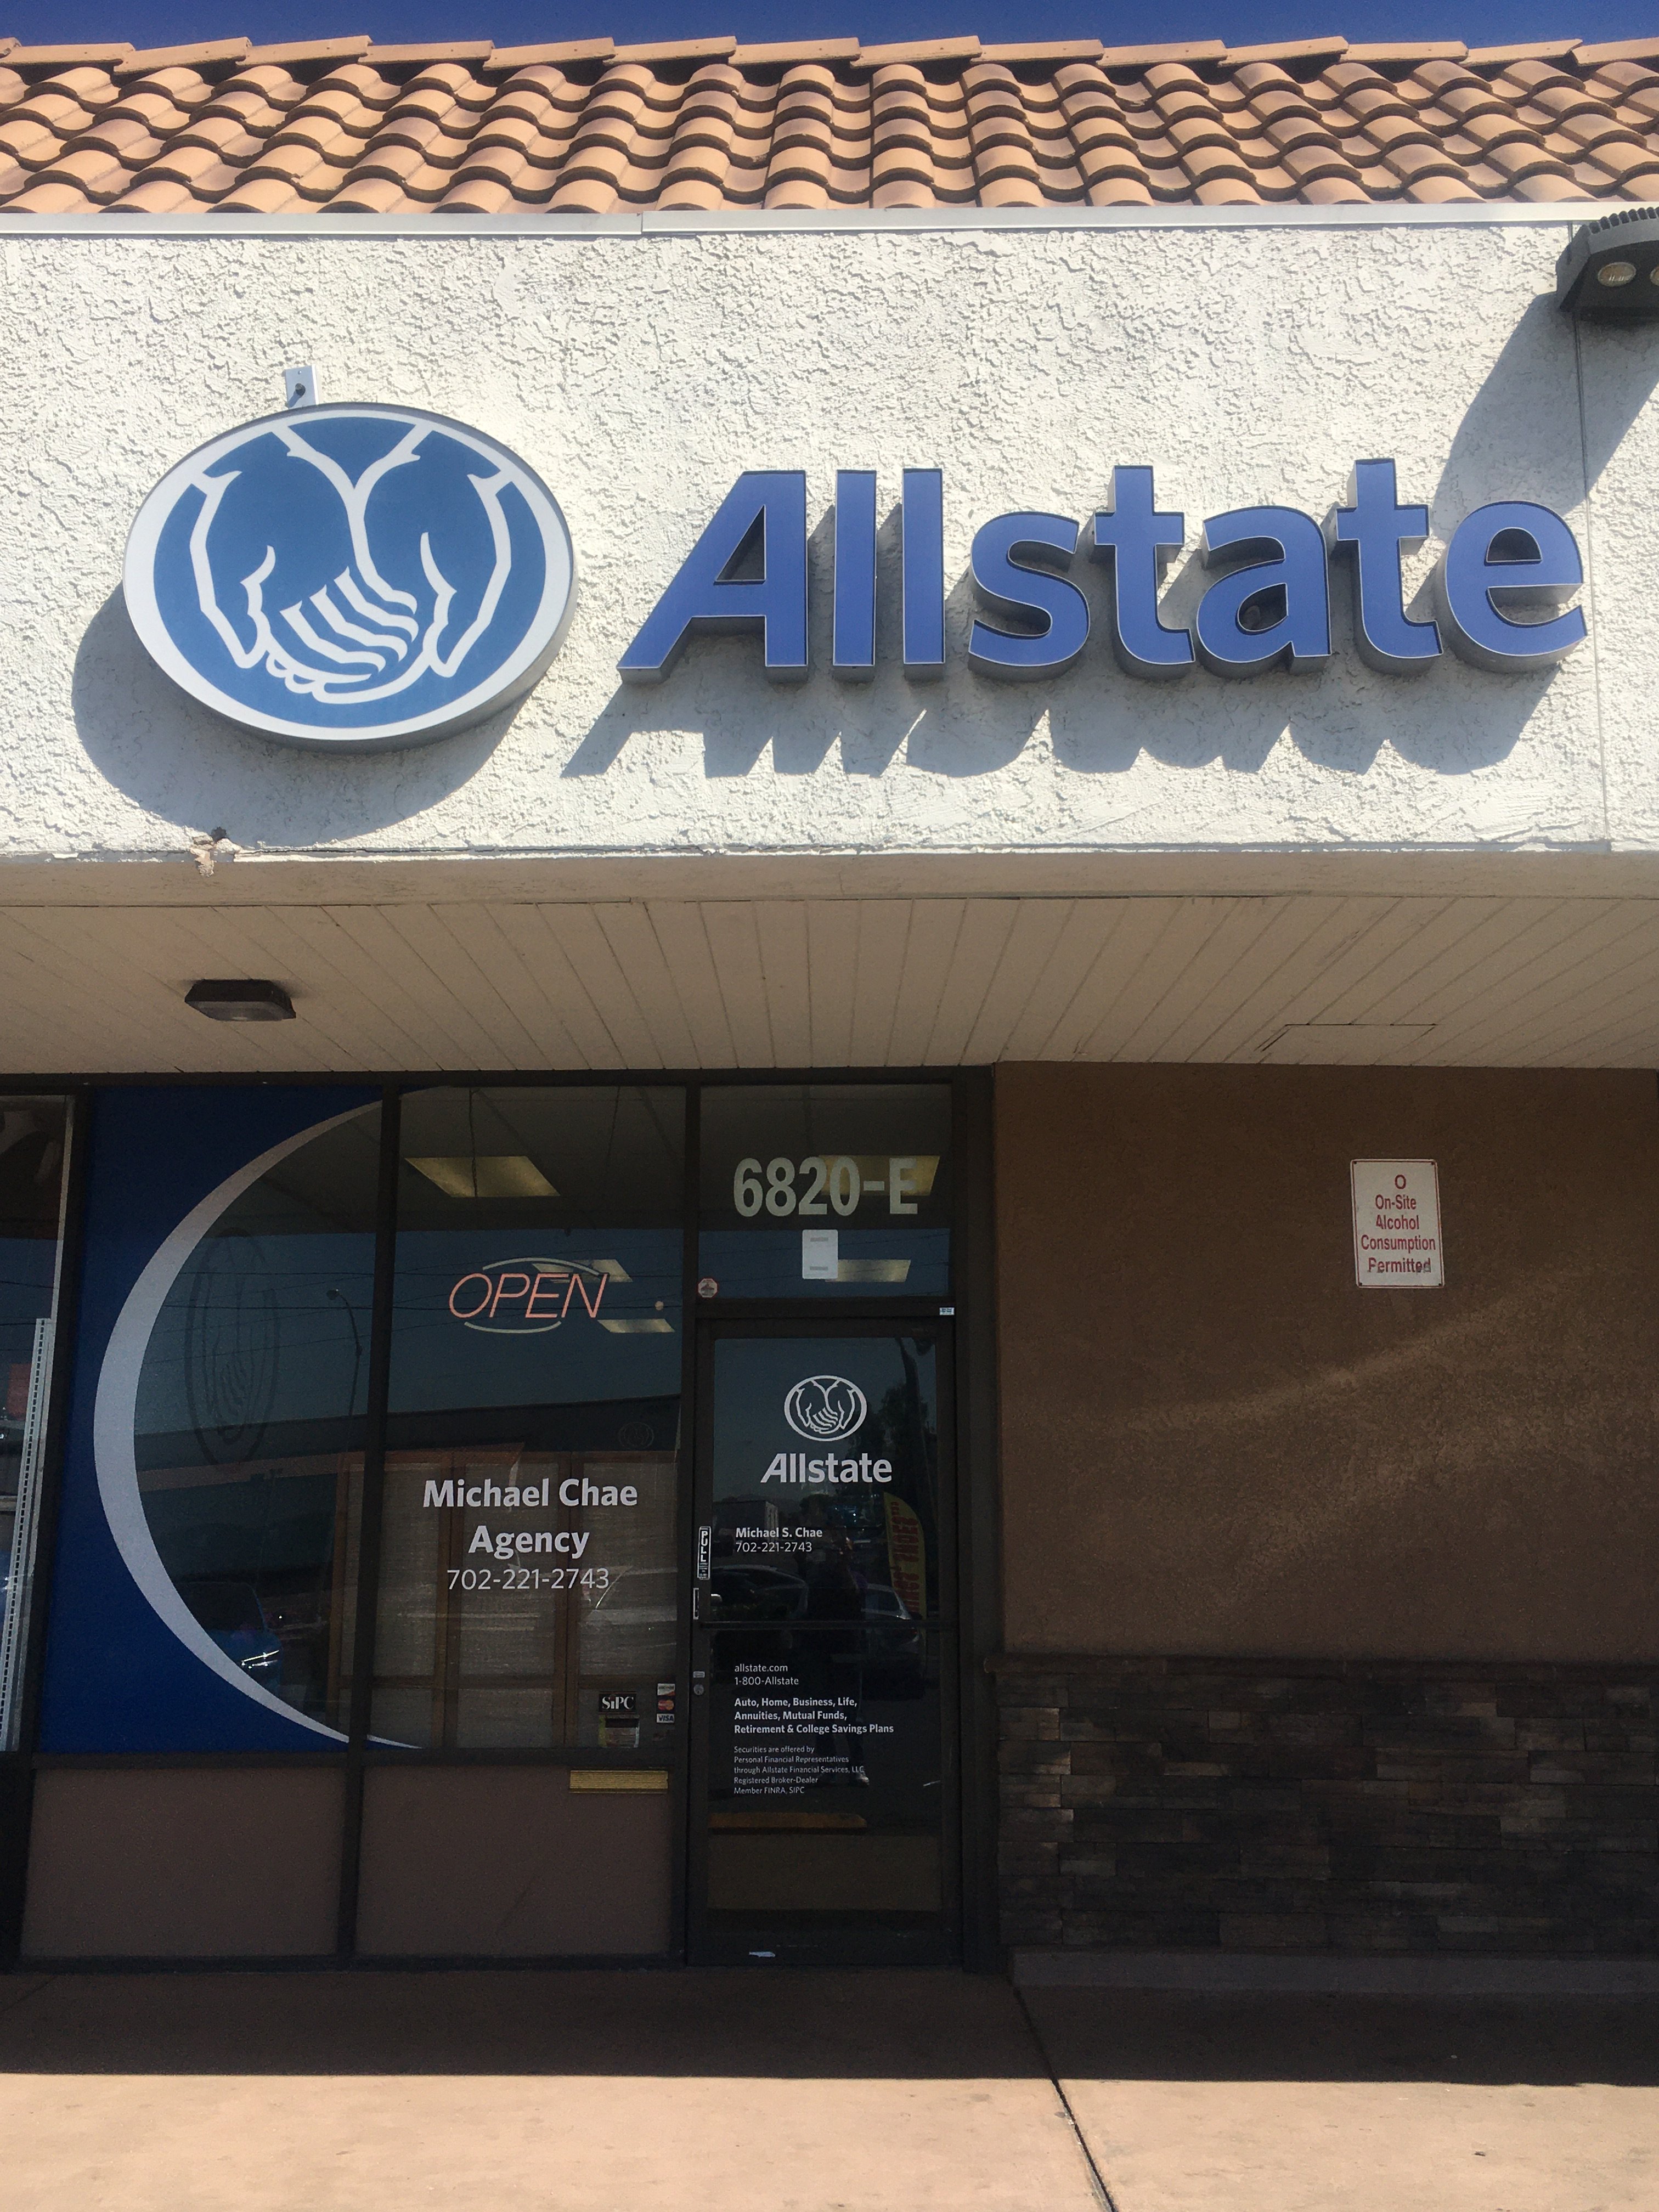 Allstate
6820-E
OPEN
O
On-Site
Alcohol
Consumption
Permitted
Allstate
Michael Chae
Agency
702-221-2743
Michael S. Chae
702-221-2743
PULL
allstate.com
1-800-Allstate
Auto, Home, Business, Life,
Annuities, Mutual Funds,
Retirement & College Savings Plans
Securities are offered by
Personal Financial Representatives
through Allstate Financial Services, LLC
Registered Broker-Dealer
Member FINRA, SIPC
SIPC
VISA